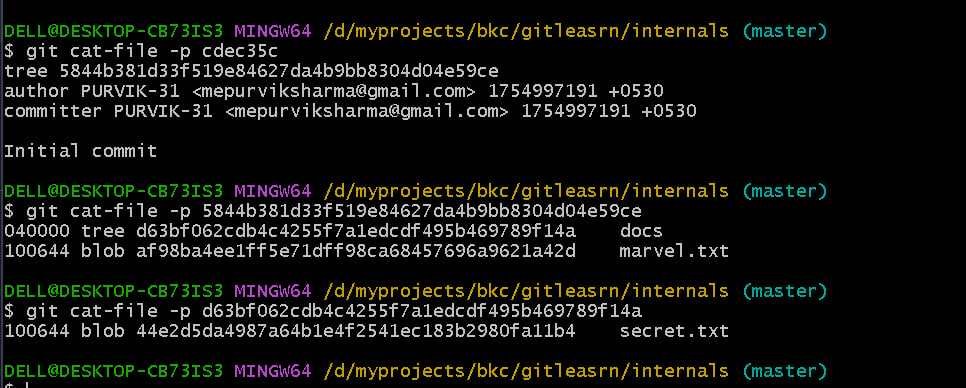 DELL@DESKTOP-CB73IS3 MINGW64 /d/myprojects/bkc/gitleasrn/internals (master)
$ git cat-file -p cdec35c
tree 5844b381d33f519e84627da4b9bb8304d04e59ce
author PURVIK-31 <mepurviksharma@gmail.com> 1754997191 +0530
committer PURVIK-31 <mepurviksharma@gmail.com> 1754997191 +0530
Initial commit
DELL@DESKTOP-CB73IS3 MINGW64 /d/myprojects/bkc/gitleasrn/internals (master)
$ git cat-file -p 5844b381d33f519e84627da4b9bb8304d04e59ce
040000 tree d63bf062cdb4c4255f7a1edcdf495b469789f14a    docs
100644 blob af98ba4ee1ff5e71dff98ca68457696a9621a42d    marvel.txt
DELL@DESKTOP-CB73IS3 MINGW64 /d/myprojects/bkc/gitleasrn/internals (master)
$ git cat-file -p d63bf062cdb4c4255f7a1edcdf495b469789f14a
100644 blob 44e2d5da4987a64b1e4f2541ec183b2980fa11b4    secret.txt
DELL@DESKTOP-CB73IS3 MINGW64 /d/myprojects/bkc/gitleasrn/internals (master)
$